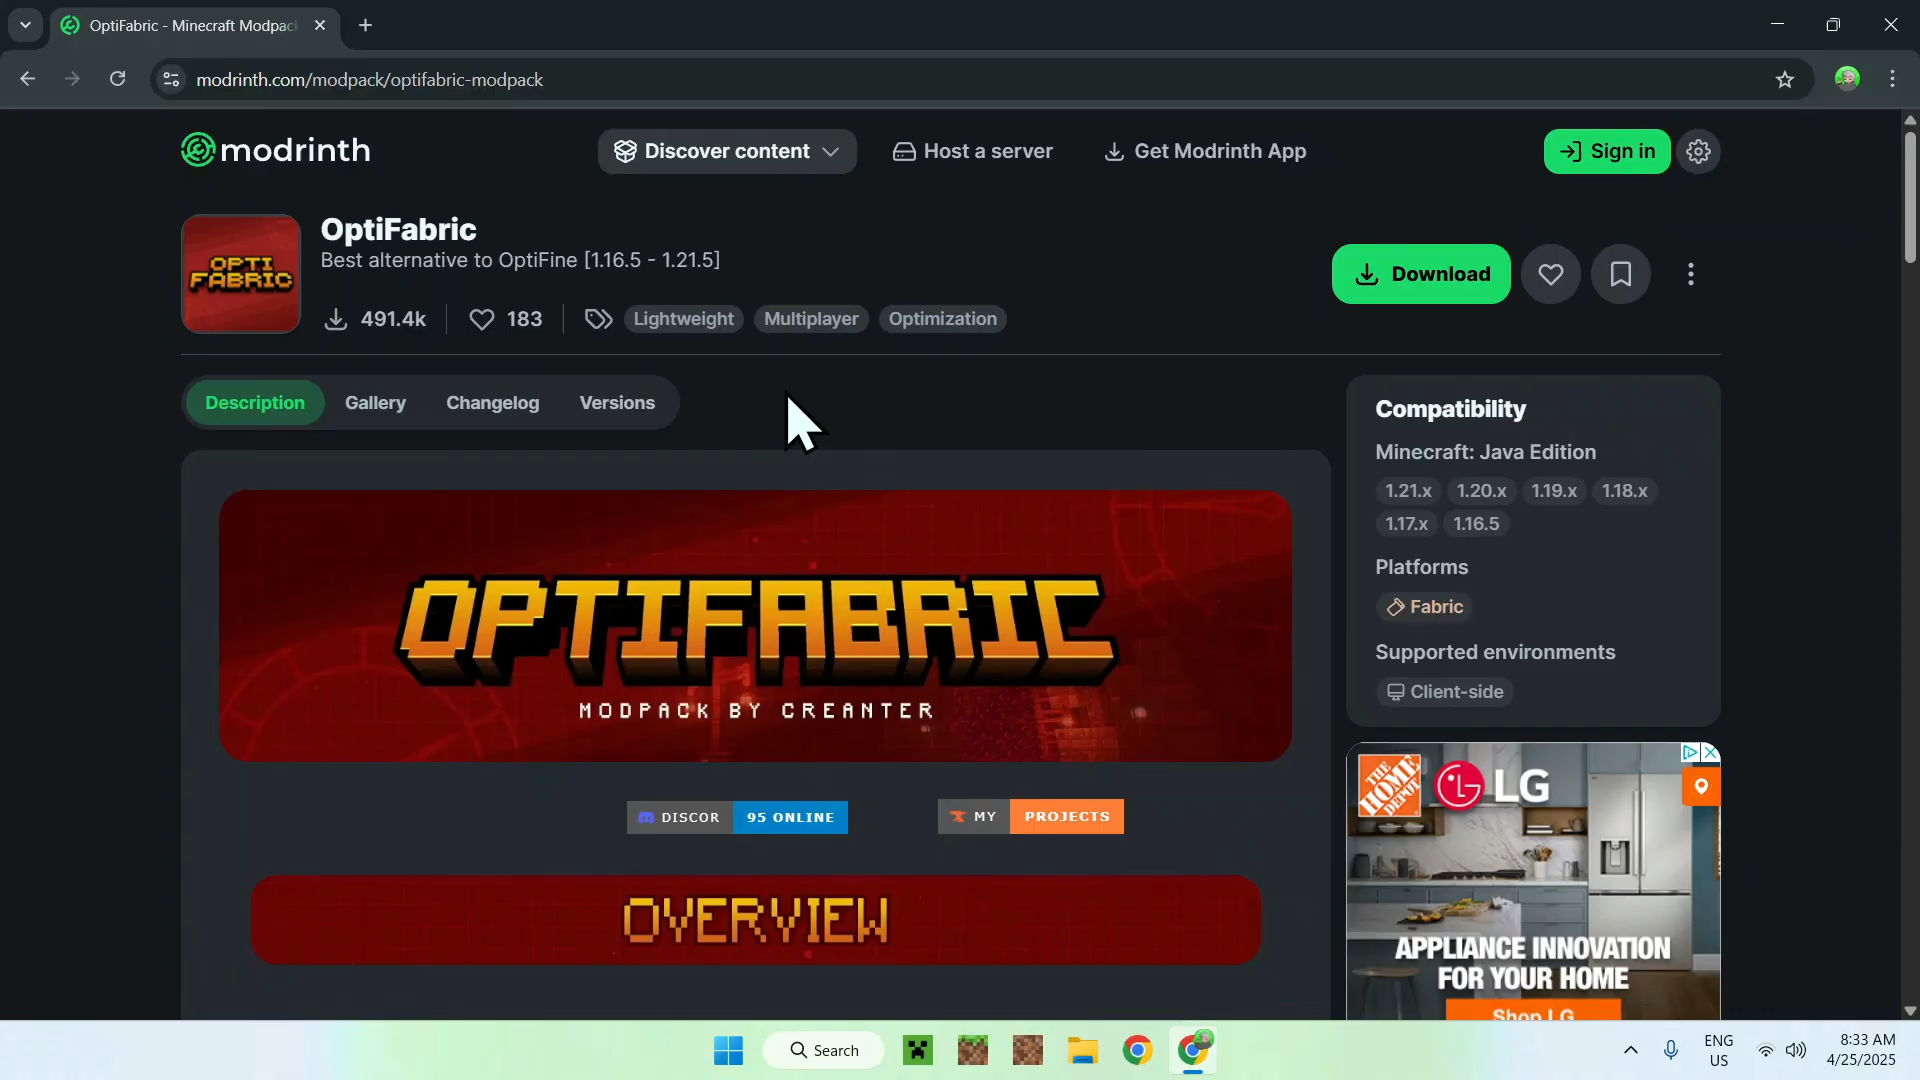 OptiFabric - Minecraft Modpac
modrinth.com/modpack/optifabric-modpack
modrinth
Discover content
Host a server
Get Modrinth App
Sign in
OPTI
FABRIC
OptiFabric
Best alternative to OptiFine [1.16.5 - 1.21.5]
491.4k
183
Lightweight
Multiplayer
Optimization
Download
Description
Gallery
Changelog
Versions
OPTIFABRIC
MODPACK BY CREANTER
DISCOR
95 ONLINE
MY
PROJECTS
OVERVIEW
Compatibility
Minecraft: Java Edition
1.21.x
1.20.x
1.19.x
1.18.x
1.17.x
1.16.5
Platforms
Fabric
Supported environments
Client-side
THE HOME DEPOT
LG
APPLIANCE INNOVATION
FOR YOUR HOME
Shop LG
Search
ENG
US
8:33 AM
4/25/2025